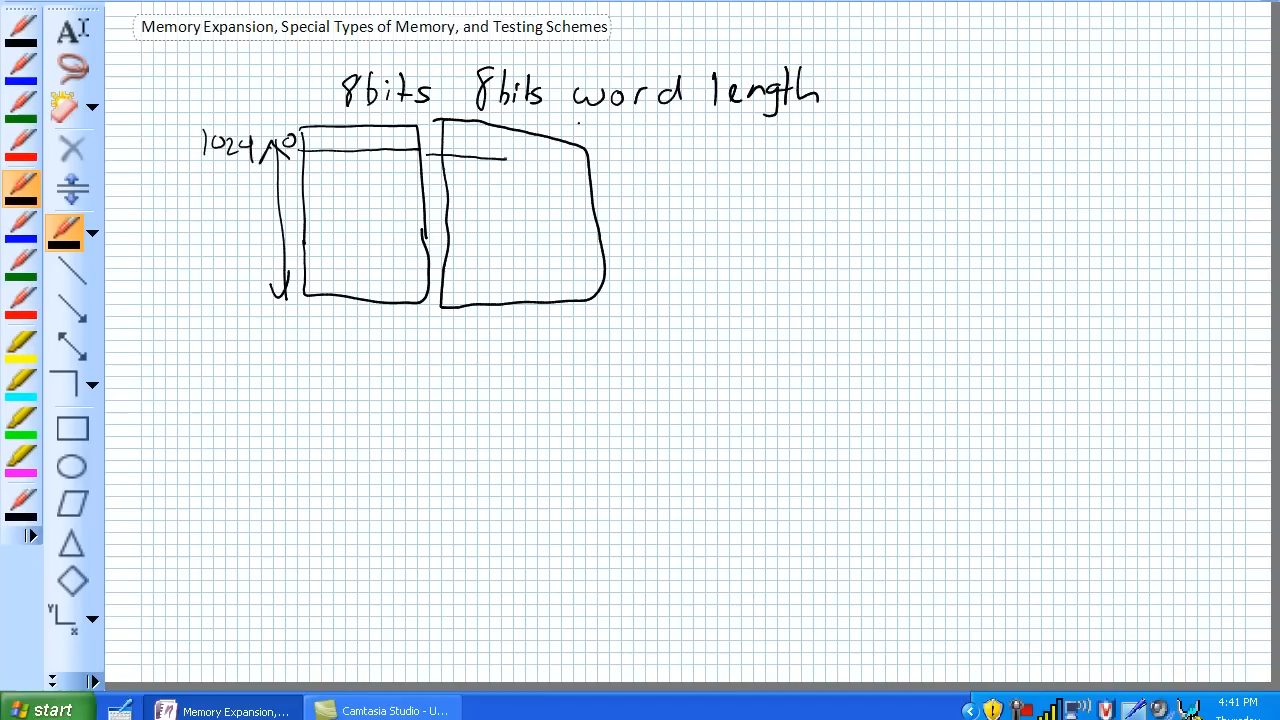 Memory Expansion, Special Types of Memory, and Testing Schemes
8bits 8bits word length
1024 0
A
Y
x
start
Memory Expansion,...
Camtasia Studio - U...
4:41 PM
Thursday